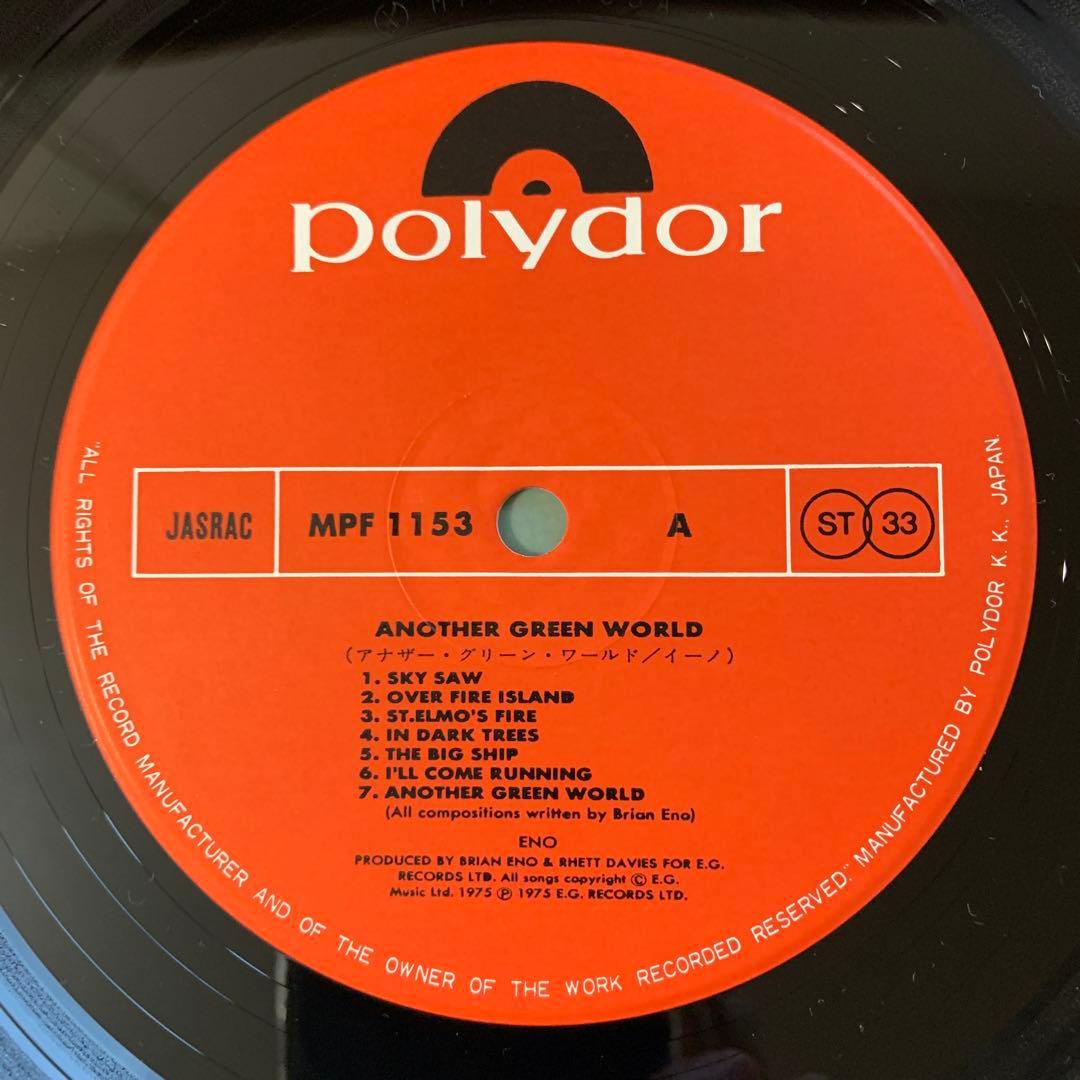 polydor
JASRAC
MPF 1153
A
ST 33
ANOTHER GREEN WORLD
(アナザー・グリーン・ワールド/イーノ)
1. SKY SAW
2. OVER FIRE ISLAND
3. ST.ELMO'S FIRE
4. IN DARK TREES
5. THE BIG SHIP
6. I'LL COME RUNNING
7. ANOTHER GREEN WORLD
(All compositions written by Brian Eno)
ENO
PRODUCED BY BRIAN ENO & RHETT DAVIES FOR E.G.
RECORDS LTD. All songs copyright © E.G.
Music Ltd. 1975 ℗ 1975 E.G. RECORDS LTD.
"ALL RIGHTS OF THE RECORD MANUFACTURER AND OF THE OWNER OF THE WORK RECORDED RESERVED." MANUFACTURED BY POLYDOR K.K., JAPAN.